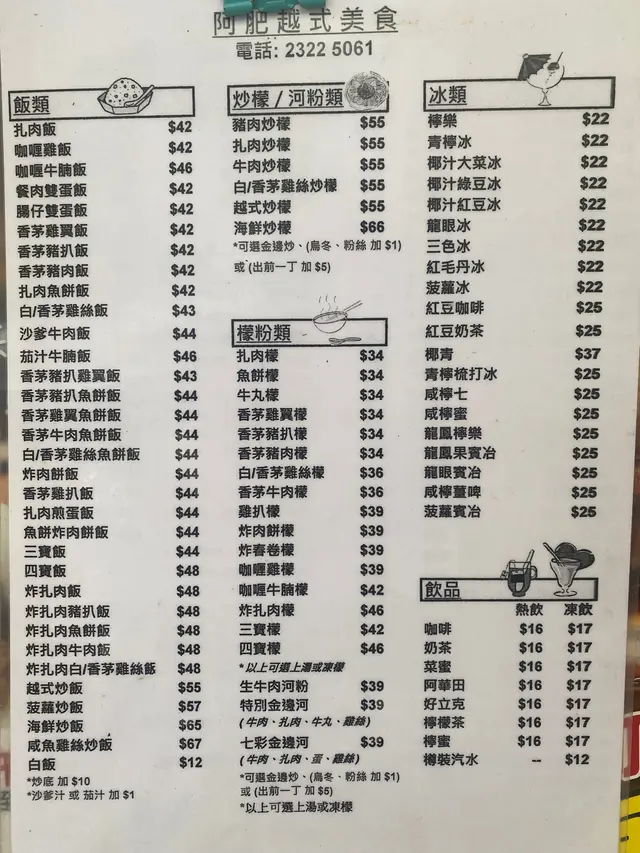 阿肥越式美食
電話: 2322 5061
飯類
扎肉飯 $42
咖喱雞飯 $42
咖喱牛腩飯 $46
餐肉雙蛋飯 $42
腸仔雙蛋飯 $42
香茅雞翼飯 $42
香茅豬扒飯 $42
香茅豬肉飯 $42
扎肉魚餅飯 $42
白/香茅雞絲飯 $43
沙爹牛肉飯 $44
茄汁牛腩飯 $46
香茅豬扒雞翼飯 $43
香茅豬扒魚餅飯 $44
香茅雞翼魚餅飯 $44
香茅牛肉魚餅飯 $44
白/香茅雞絲魚餅飯 $44
炸肉餅飯 $44
香茅雞扒飯 $44
扎肉煎蛋飯 $44
魚餅炸肉餅飯 $44
三寶飯 $44
四寶飯 $48
炸扎肉飯 $48
炸扎肉豬扒飯 $48
炸扎肉魚餅飯 $48
炸扎肉牛肉飯 $48
炸扎肉白/香茅雞絲飯 $48
越式炒飯 $55
菠蘿炒飯 $57
海鮮炒飯 $65
咸魚雞絲炒飯 $67
白飯 $12
*炒底 加 $10
*沙爹汁 或 茄汁 加 $1
炒檬 / 河粉類
豬肉炒檬 $55
扎肉炒檬 $55
牛肉炒檬 $55
白/香茅雞絲炒檬 $55
越式炒檬 $55
海鮮炒檬 $66
*可選金邊炒、(烏冬、粉絲 加 $1)
或 (出前一丁 加 $5)
檬粉類
扎肉檬 $34
魚餅檬 $34
牛丸檬 $34
香茅雞翼檬 $34
香茅豬扒檬 $34
香茅豬肉檬 $34
白/香茅雞絲檬 $36
香茅牛肉檬 $36
雞扒檬 $39
炸肉餅檬 $39
炸春卷檬 $39
咖喱雞檬 $39
咖喱牛腩檬 $42
炸扎肉檬 $46
三寶檬 $42
四寶檬 $46
*以上可選上湯或凍檬
生牛肉河粉 $39
特別金邊河 $39
(牛肉、扎肉、牛丸、雞絲)
七彩金邊河 $39
(牛肉、扎肉、蛋、雞絲)
*可選金邊炒、(烏冬、粉絲 加 $1)
或 (出前一丁 加 $5)
*以上可選上湯或凍檬
冰類
檸樂 $22
青檸冰 $22
椰汁大菜冰 $22
椰汁綠豆冰 $22
椰汁紅豆冰 $22
龍眼冰 $22
三色冰 $22
紅毛丹冰 $22
菠蘿冰 $22
紅豆咖啡 $25
紅豆奶茶 $25
椰青 $37
青檸梳打冰 $25
咸檸七 $25
咸檸蜜 $25
龍鳳檸樂 $25
龍鳳果賓冶 $25
龍眼賓冶 $25
咸檸薑啤 $25
菠蘿賓冶 $25
飲品
熱飲 凍飲
咖啡 $16 $17
奶茶 $16 $17
菜蜜 $16 $17
阿華田 $16 $17
好立克 $16 $17
檸檬茶 $16 $17
檸蜜 $16 $17
樽裝汽水 -- $12